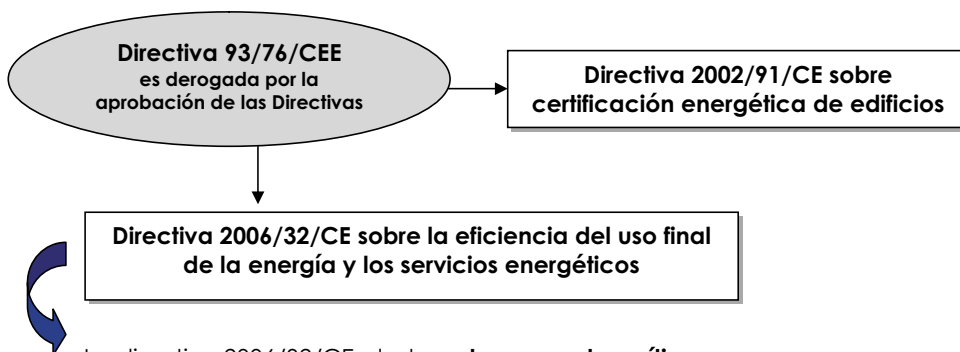 Directiva 93/76/CEE
es derogada por la
aprobación de las Directivas
Directiva 2002/91/CE sobre
certificación energética de edificios
Directiva 2006/32/CE sobre la eficiencia del uso final
de la energía y los servicios energéticos